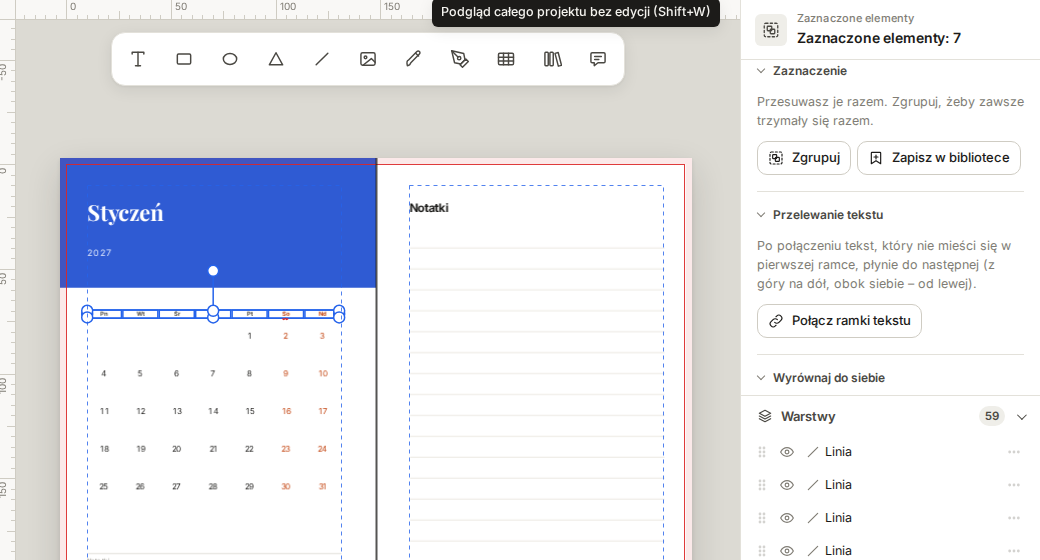 0
50
100
150
Podgląd całego projektu bez edycji (Shift+W)
Zaznaczone elementy
Zaznaczone elementy: 7
Zaznaczenie
Przesuwasz je razem. Zgrupuj, żeby zawsze
trzymały się razem.
Zgrupuj
Zapisz w bibliotece
Przelewanie tekstu
Po połączeniu tekst, który nie mieści się w
pierwszej ramce, płynie do następnej (z
góry na dół, obok siebie – od lewej).
Połącz ramki tekstu
Wyrównaj do siebie
Warstwy 59
Linia
Linia
Linia
Linia
-50
0
50
100
150
Styczeń
2027
Pn Wt Śr Pt So Nd
1 2 3
4 5 6 7 8 9 10
11 12 13 14 15 16 17
18 19 20 21 22 23 24
25 26 27 28 29 30 31
Notatki